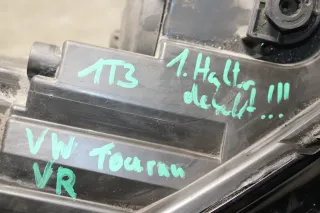 1T3
1. Halter
defekt!!!
VW Touran
VR